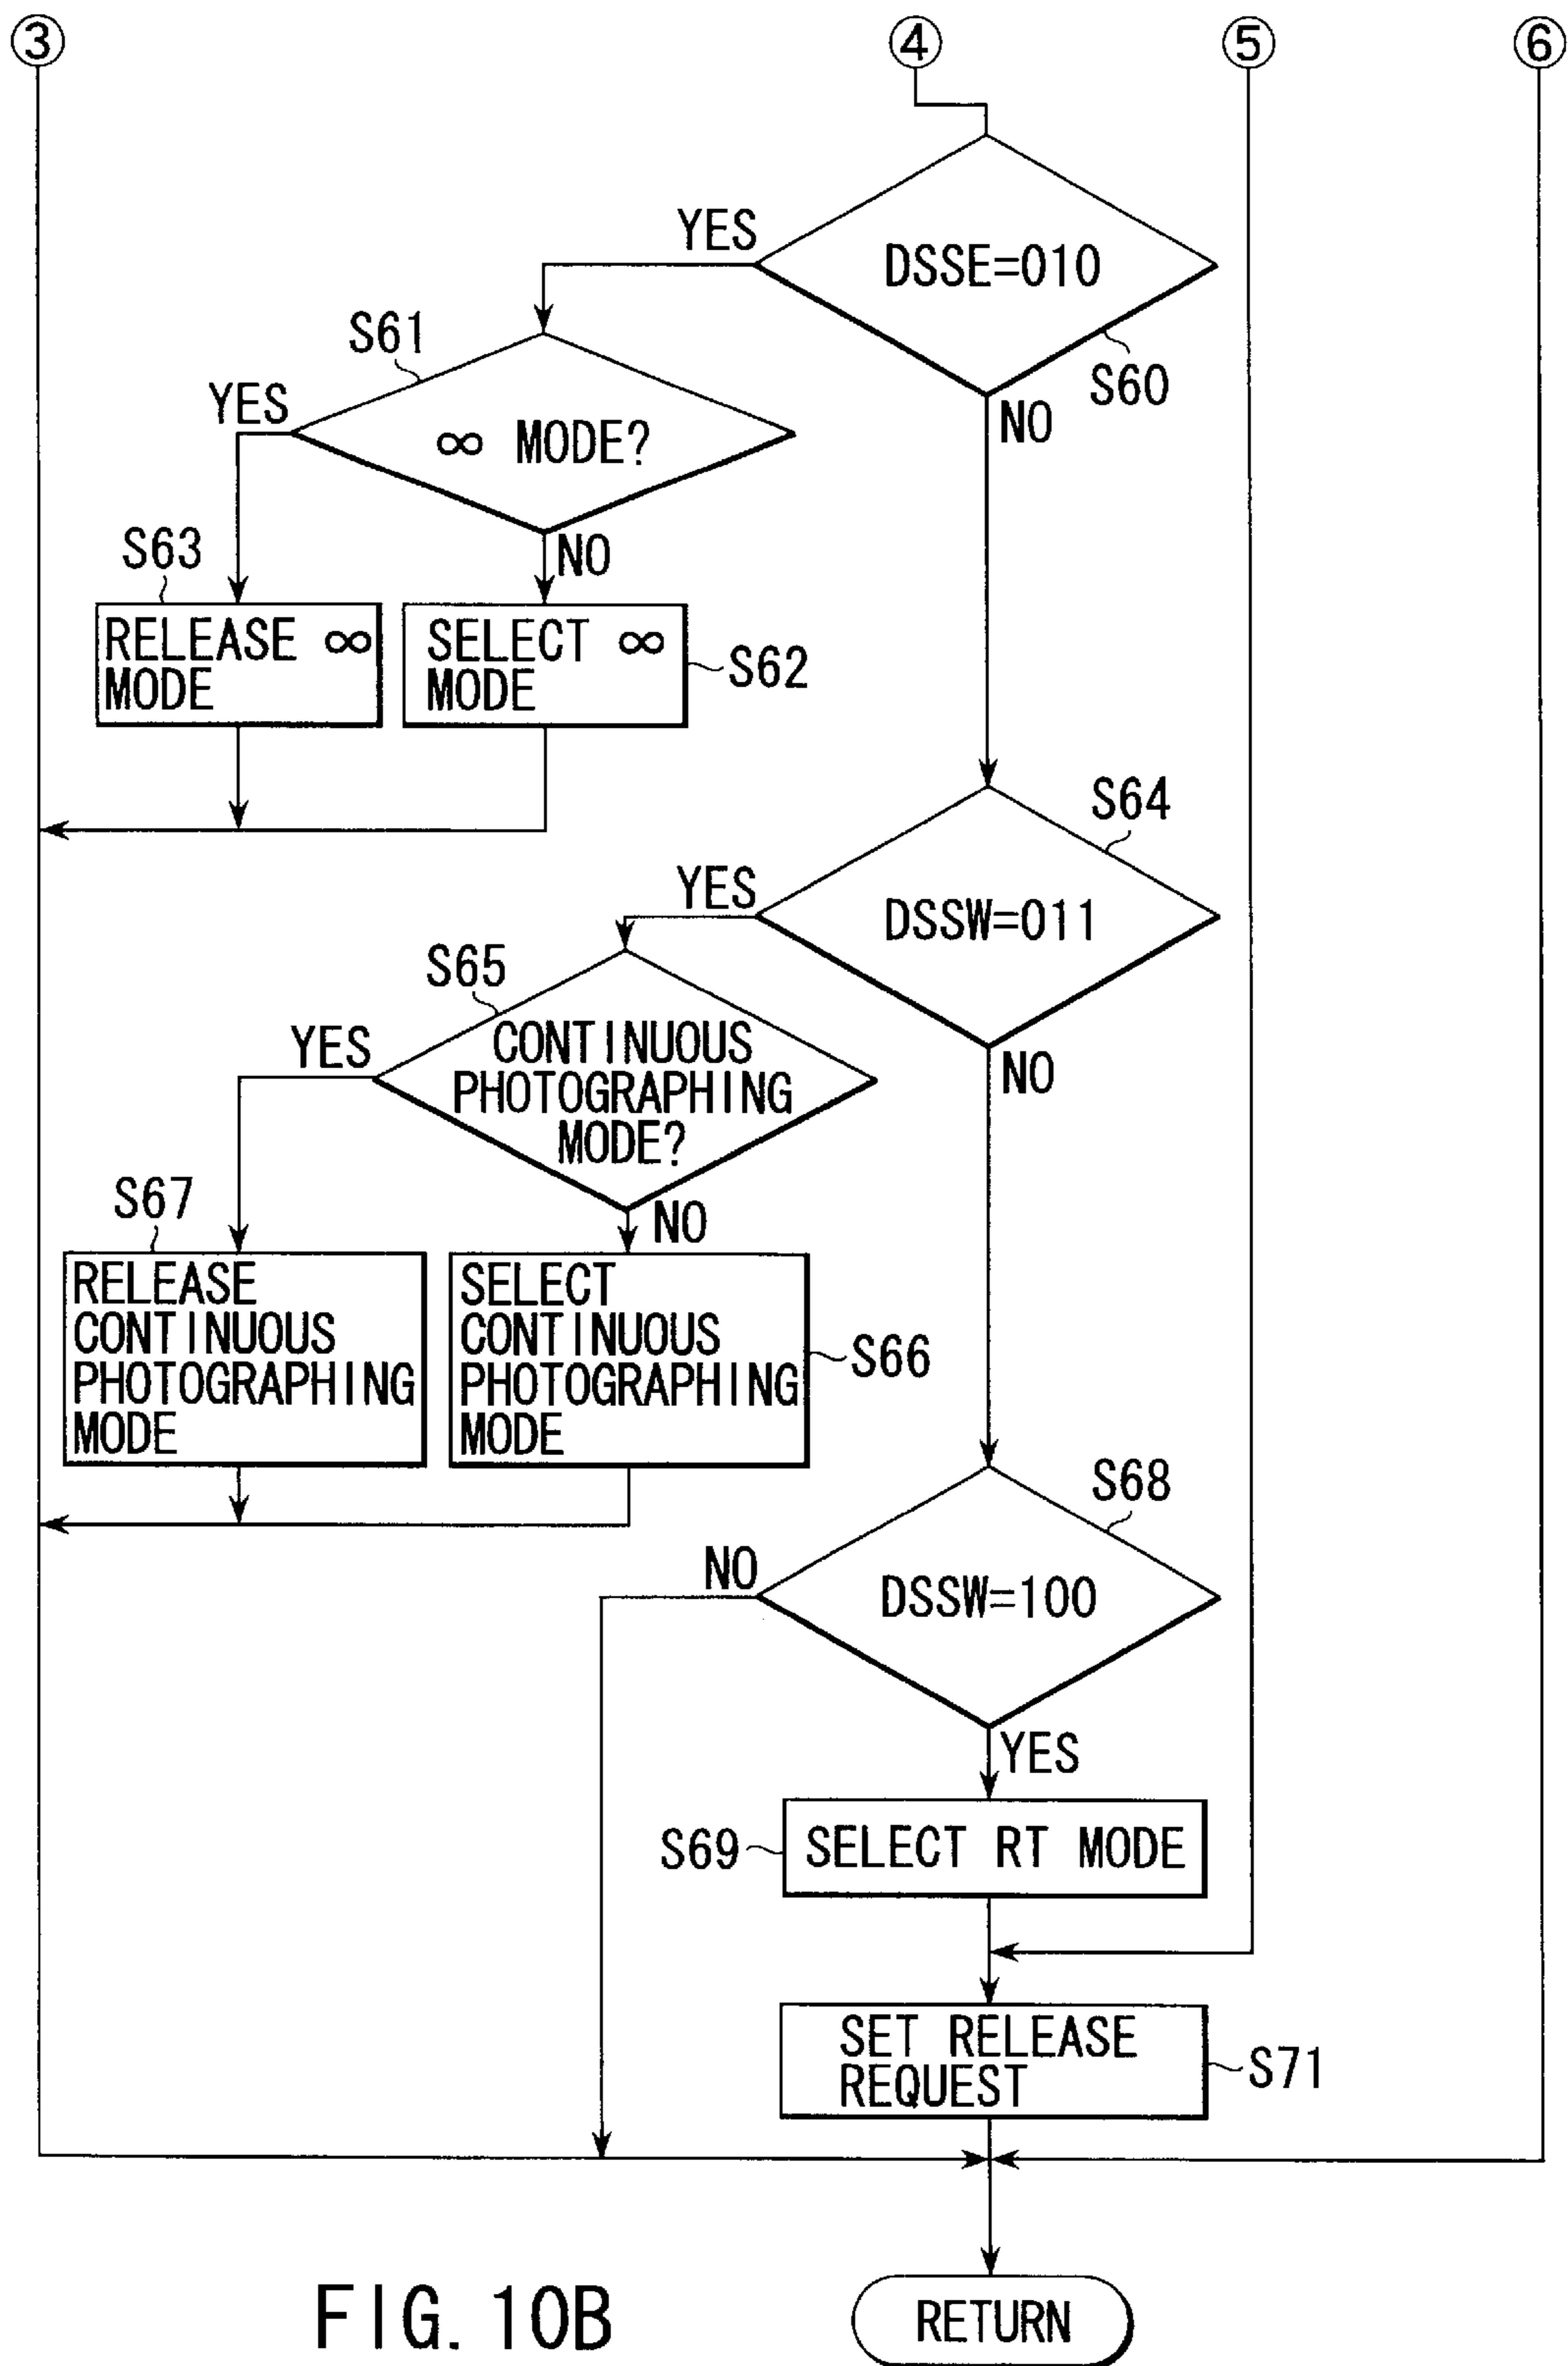 ③
④
⑤
⑥
YES
DSSE=010
S60
NO
S61
YES
∞ MODE?
NO
S63
RELEASE ∞
MODE
SELECT ∞
MODE
S62
S64
YES
DSSW=011
NO
S65
YES
CONTINUOUS
PHOTOGRAPHING
MODE?
NO
S67
RELEASE
CONTINUOUS
PHOTOGRAPHING
MODE
SELECT
CONTINUOUS
PHOTOGRAPHING
MODE
S66
S68
NO
DSSW=100
YES
S69
SELECT RT MODE
SET RELEASE
REQUEST
S71
RETURN
FIG. 10B